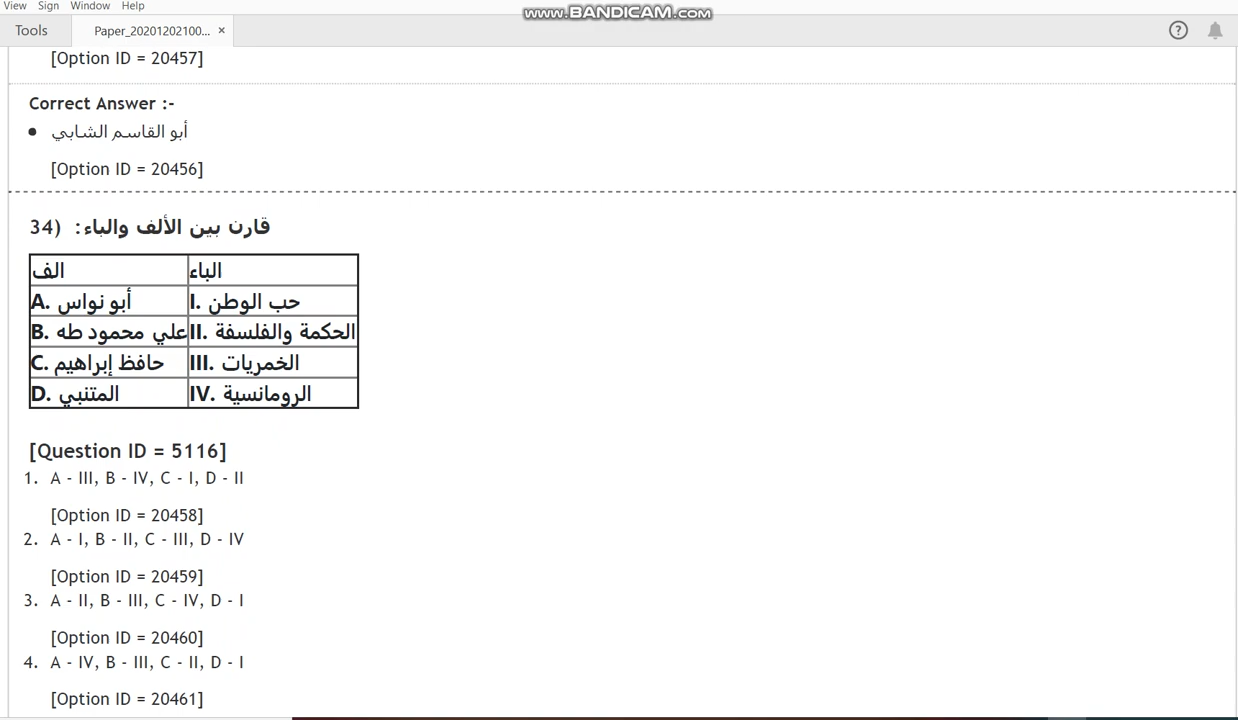 View Sign Window Help
www.BANDICAM.com
Tools Paper_20201202100... ×
[Option ID = 20457]
Correct Answer :-
● أبو القاسم الشابي
[Option ID = 20456]
34) قارن بين الألف والباء:
الف الباء
A. أبو نواس I. حب الوطن
B. علي محمود طه II. الحكمة والفلسفة
C. حافظ إبراهيم III. الخمريات
D. المتنبي IV. الرومانسية
[Question ID = 5116]
1. A - III, B - IV, C - I, D - II
[Option ID = 20458]
2. A - I, B - II, C - III, D - IV
[Option ID = 20459]
3. A - II, B - III, C - IV, D - I
[Option ID = 20460]
4. A - IV, B - III, C - II, D - I
[Option ID = 20461]